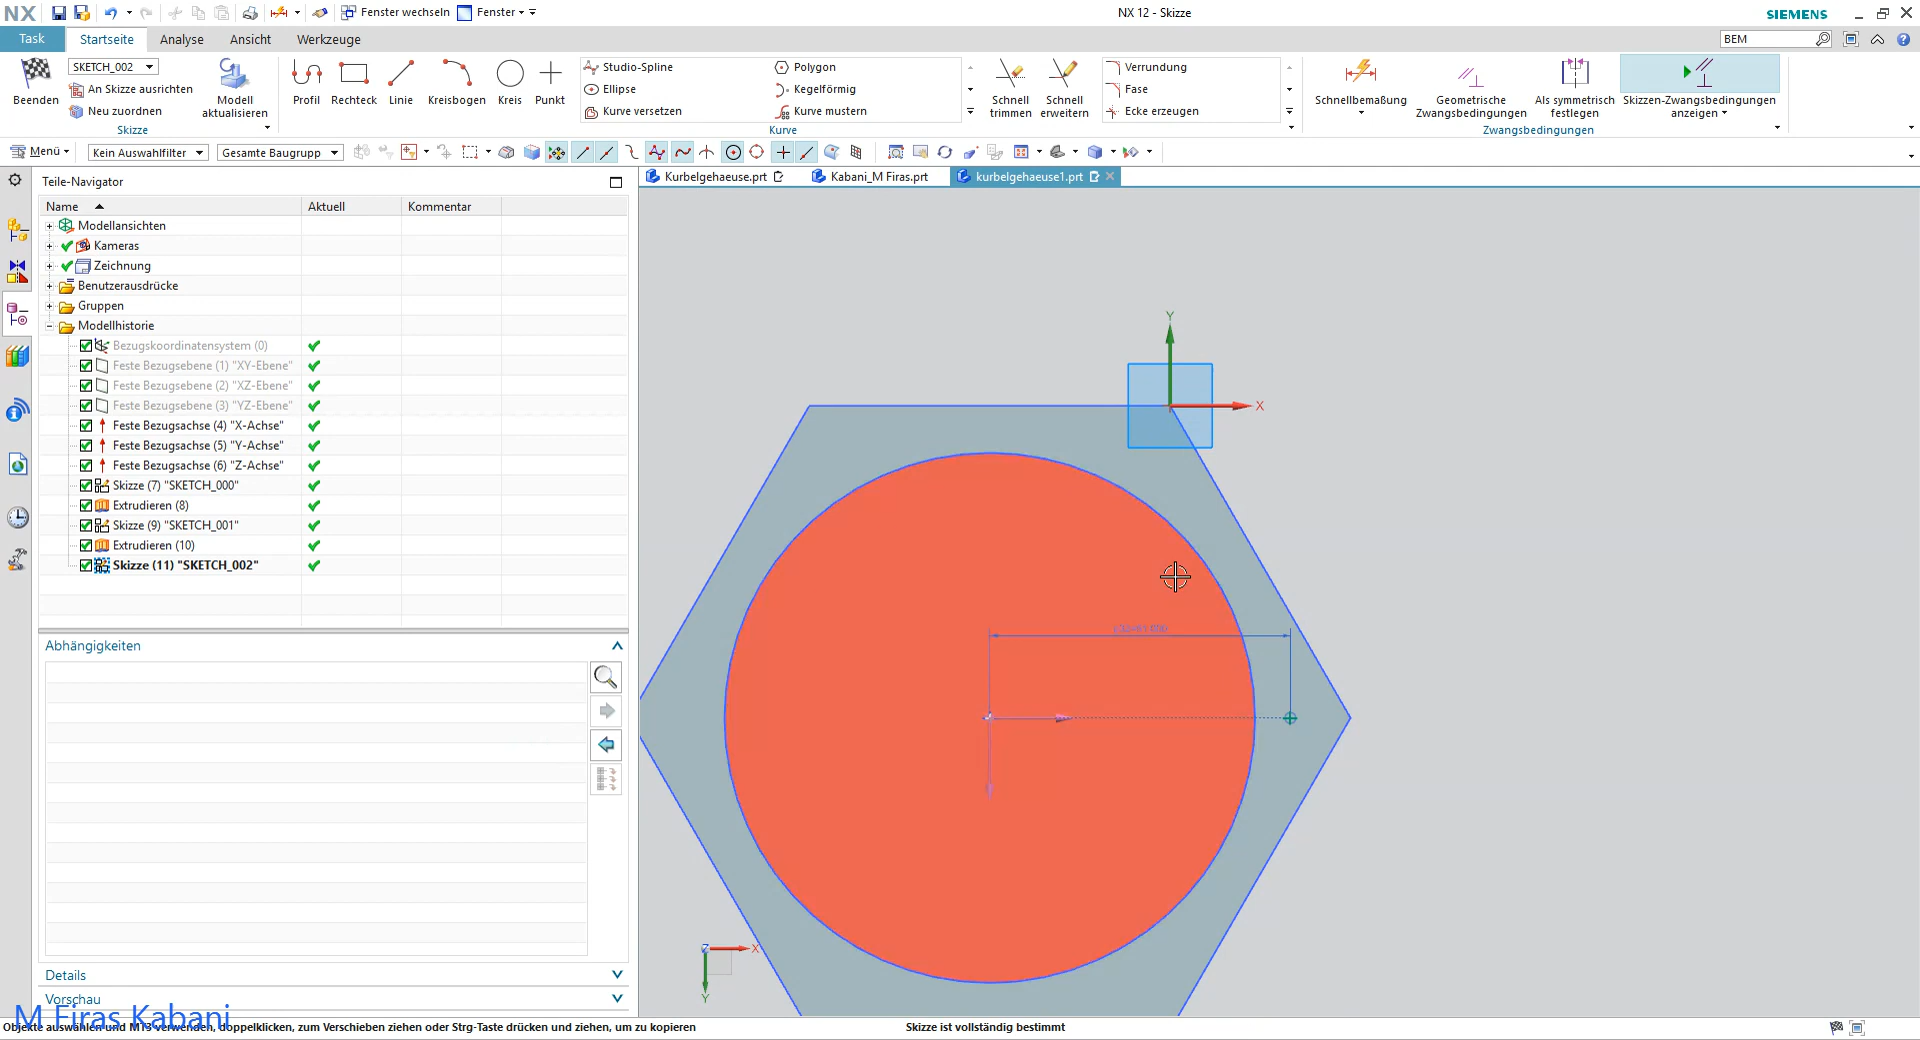 NX
Fenster wechseln
Fenster
NX 12 - Skizze
SIEMENS
Task
Startseite
Analyse
Ansicht
Werkzeuge
BEM
SKETCH_002
An Skizze ausrichten
Neu zuordnen
Beenden
Modell
aktualisieren
Profil
Rechteck
Linie
Kreisbogen
Kreis
Punkt
Studio-Spline
Ellipse
Kurve versetzen
Polygon
Kegelförmig
Kurve mustern
Schnell
trimmen
Schnell
erweitern
Verrundung
Fase
Ecke erzeugen
Schnellbemaßung
Geometrische
Zwangsbedingungen
Als symmetrisch
festlegen
Skizzen-Zwangsbedingungen
anzeigen
Skizze
Kurve
Zwangsbedingungen
Menü
Kein Auswahlfilter
Gesamte Baugrupp
Teile-Navigator
Kurbelgehaeuse.prt
Kabani_M Firas.prt
kurbelgehaeuse1.prt
Name
Aktuell
Kommentar
Modellansichten
Kameras
Zeichnung
Benutzerausdrücke
Gruppen
Modellhistorie
Bezugskoordinatensystem (0)
Feste Bezugsebene (1) "XY-Ebene"
Feste Bezugsebene (2) "XZ-Ebene"
Feste Bezugsebene (3) "YZ-Ebene"
Feste Bezugsachse (4) "X-Achse"
Feste Bezugsachse (5) "Y-Achse"
Feste Bezugsachse (6) "Z-Achse"
Skizze (7) "SKETCH_000"
Extrudieren (8)
Skizze (9) "SKETCH_001"
Extrudieren (10)
Skizze (11) "SKETCH_002"
Y
X
Abhängigkeiten
Z
X
Y
Details
Vorschau
M Firas Kabani
Objekte auswählen und MT3 verwenden, doppelklicken, zum Verschieben ziehen oder Strg-Taste drücken und ziehen, um zu kopieren
Skizze ist vollständig bestimmt